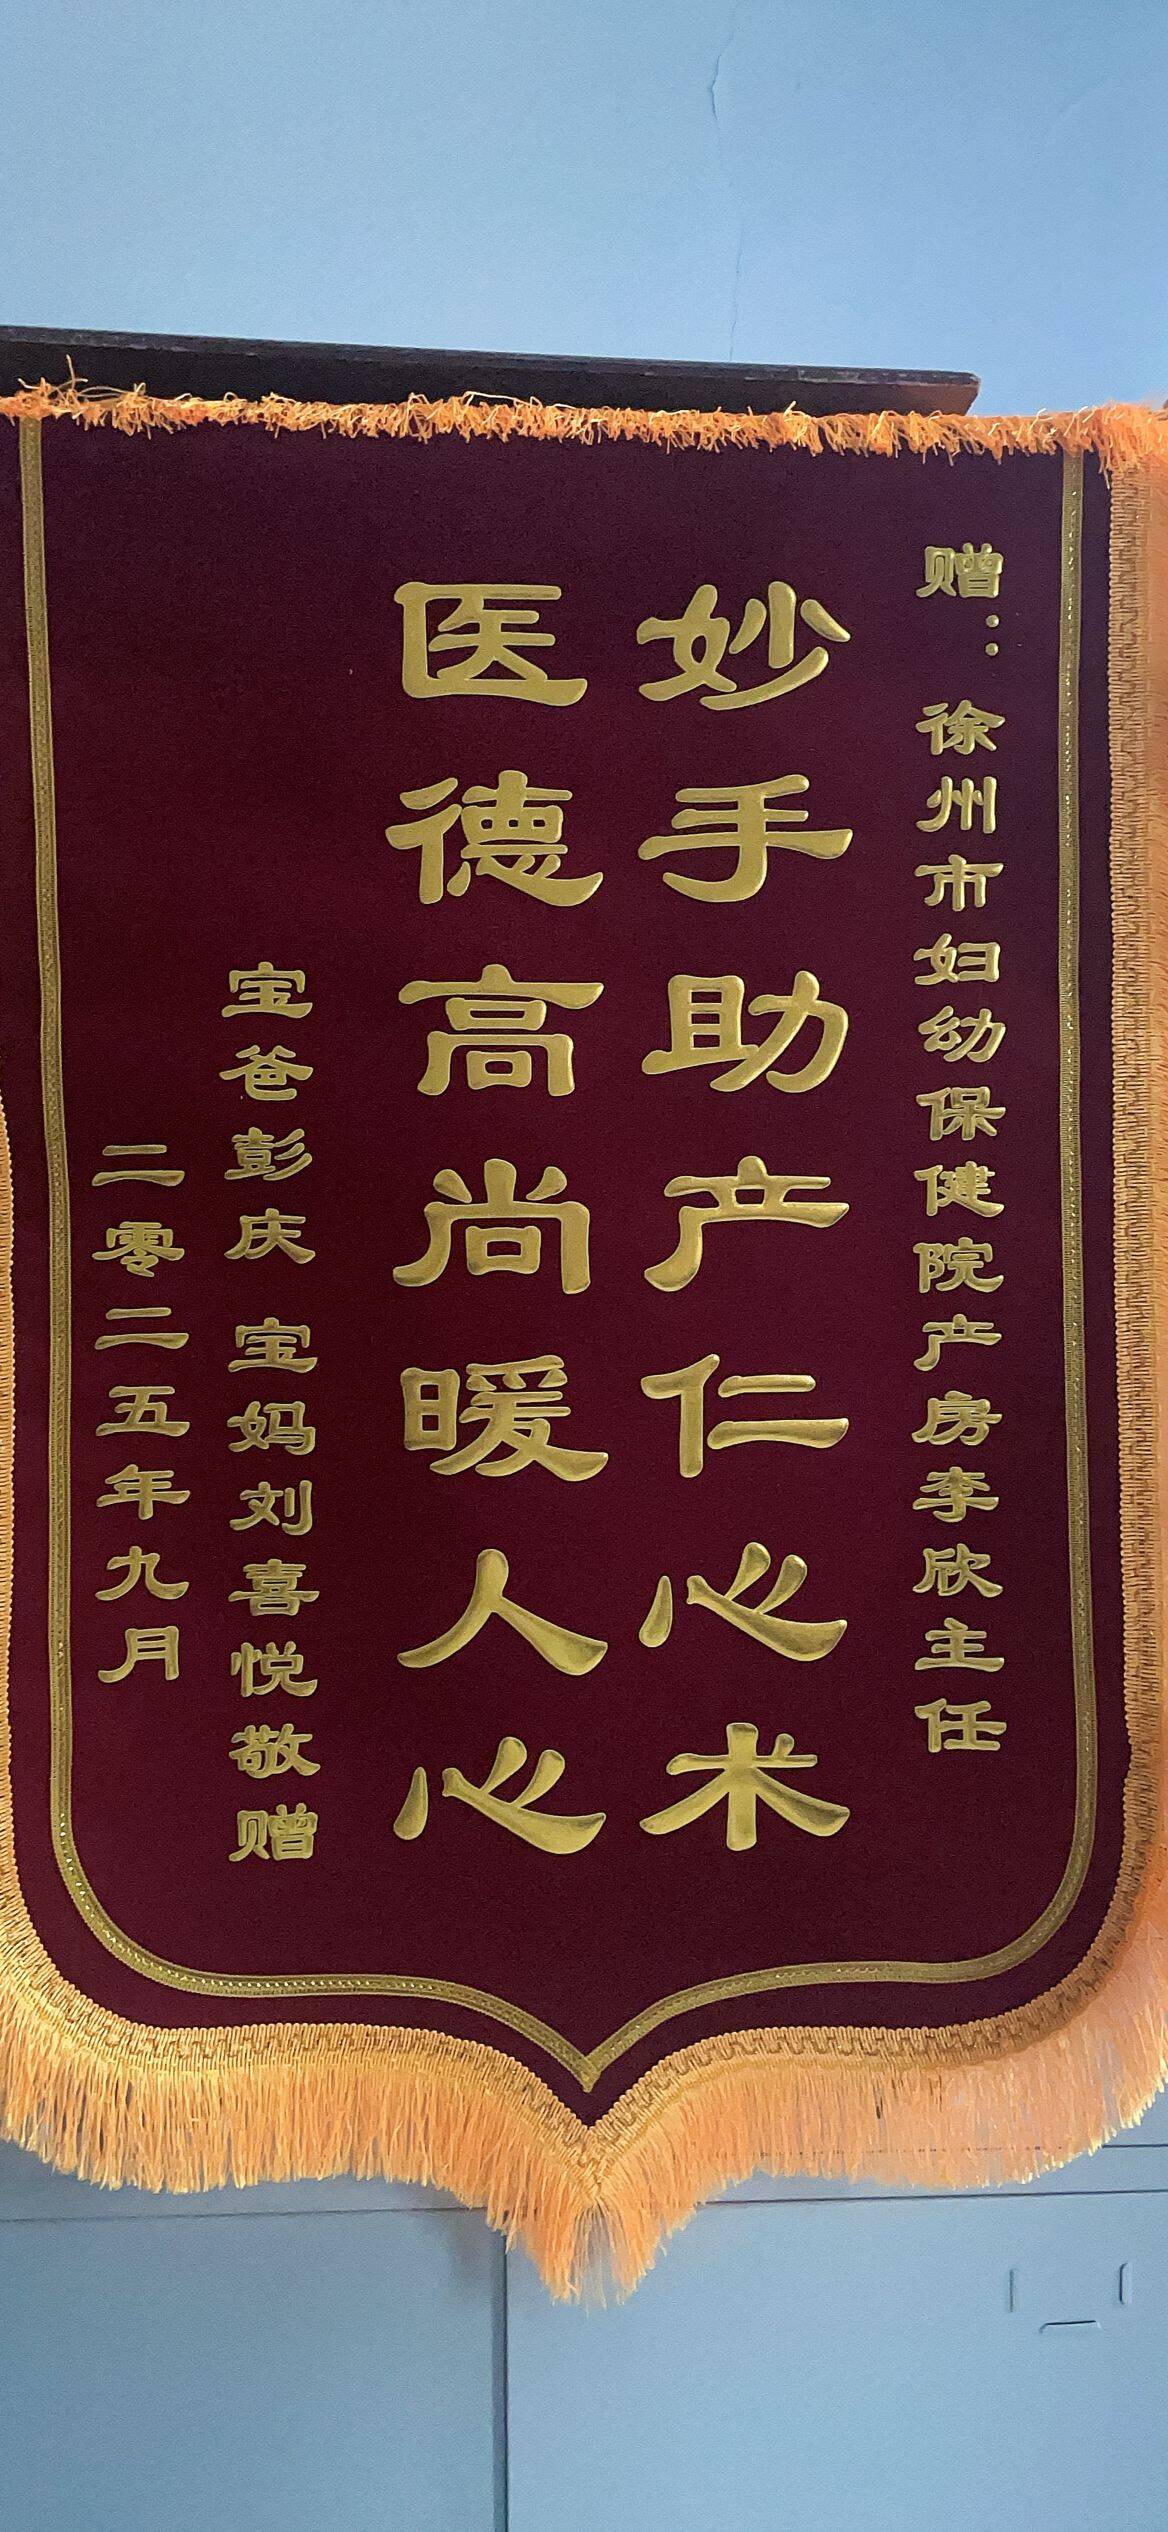 赠：徐州市妇幼保健院产房李欣主任
妙手助产仁心术
医德高尚暖人心
宝爸彭庆 宝妈刘喜悦敬赠
二零二五年九月